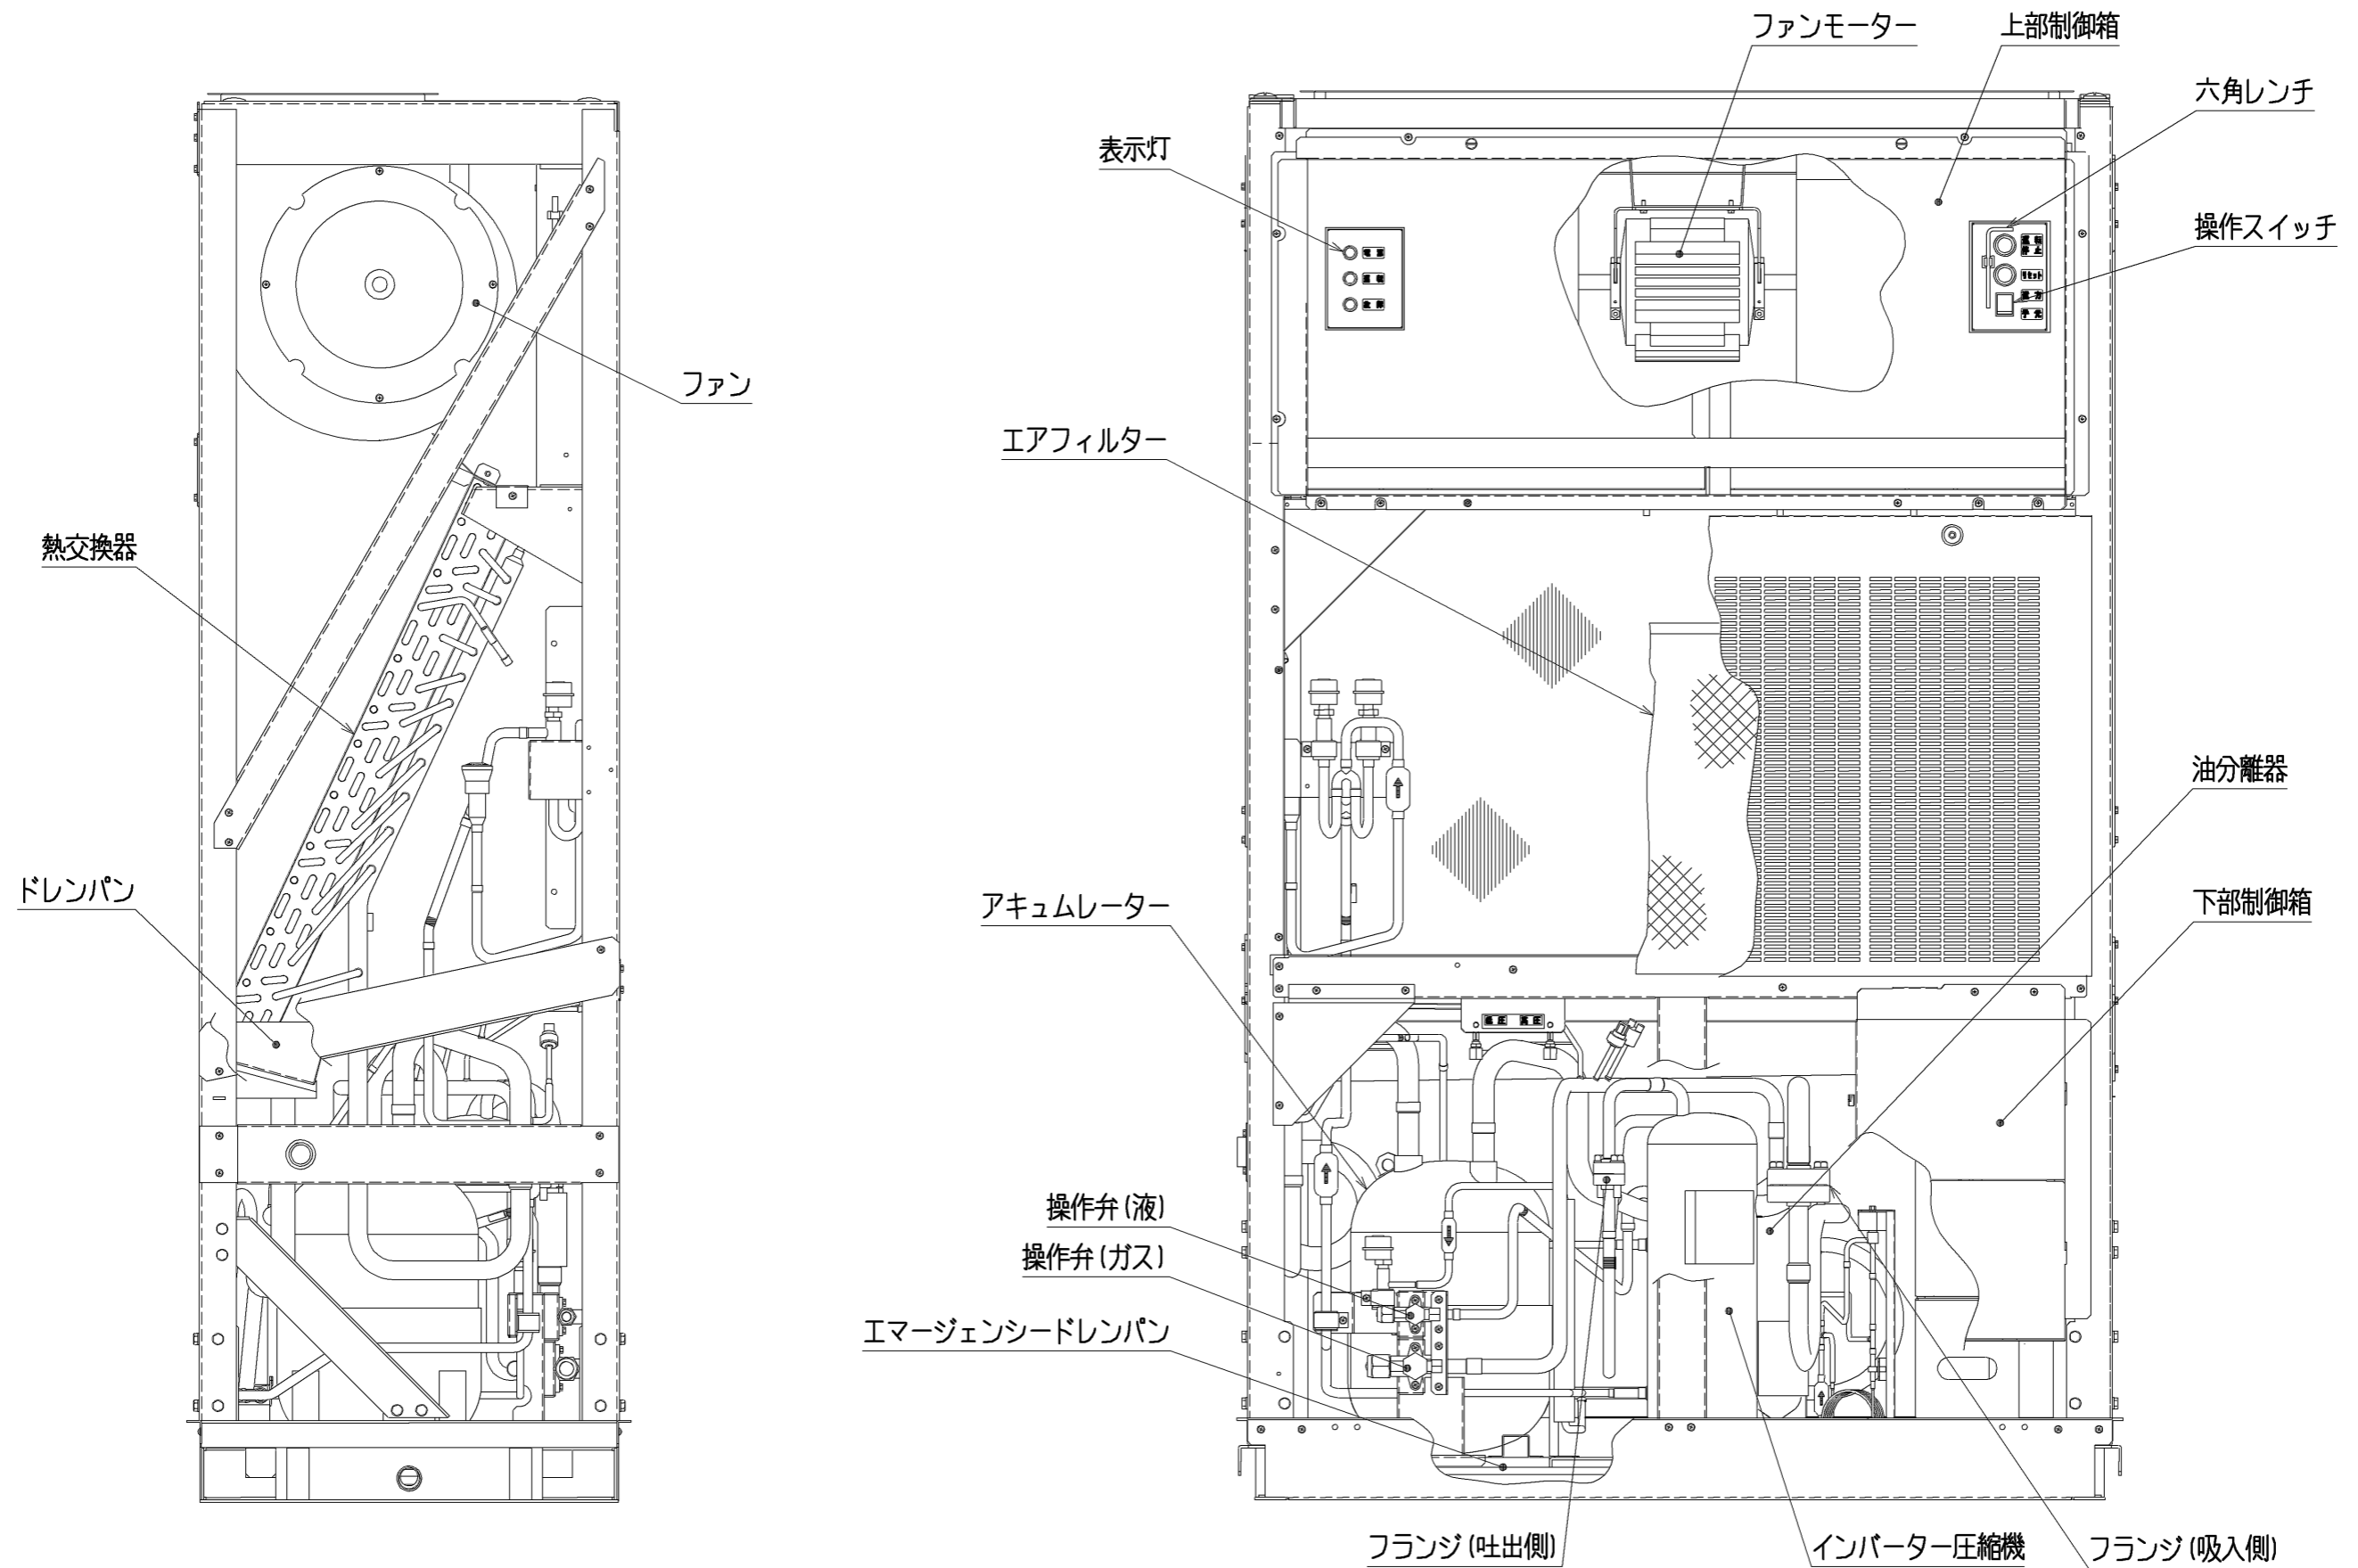 ファンモーター
上部制御箱
六角レンチ
表示灯
操作スイッチ
ファン
エアフィルター
熱交換器
油分離器
ドレンパン
アキュムレーター
下部制御箱
操作弁(液)
操作弁(ガス)
エマージェンシードレンパン
フランジ(吐出側)
インバーター圧縮機
フランジ(吸入側)
リセット